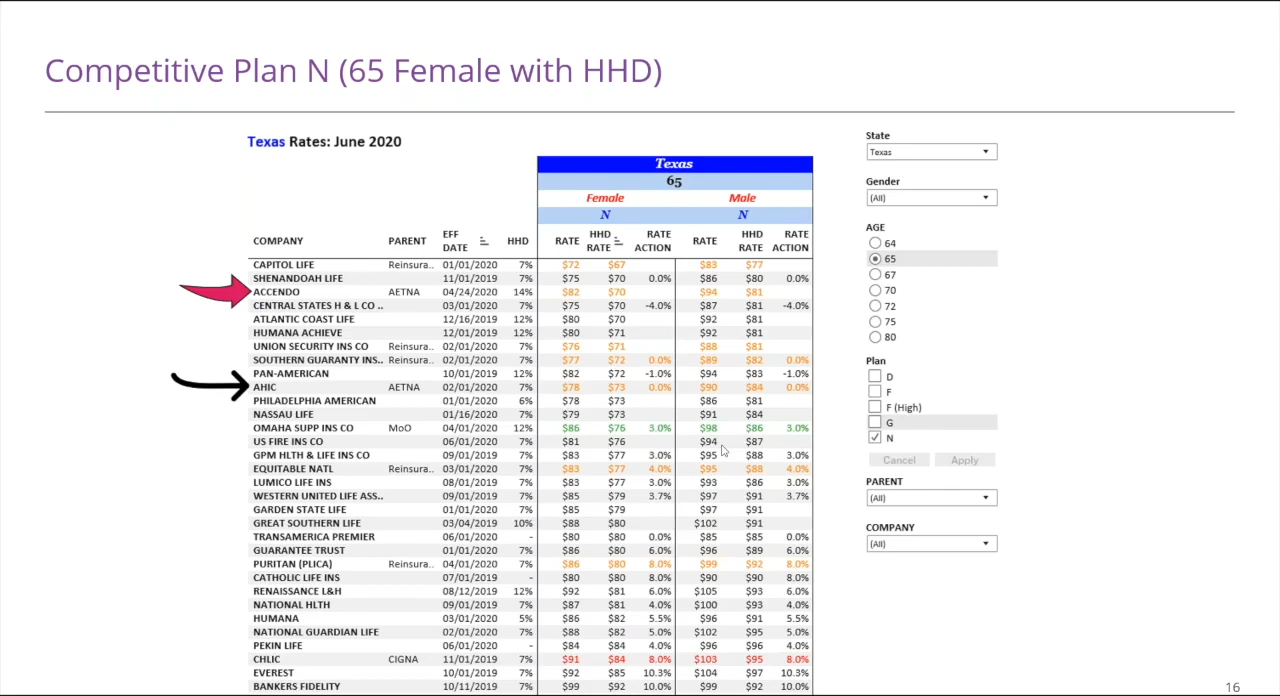 Competitive Plan N (65 Female with HHD)
Texas Rates: June 2020
Texas
65
Female Male
N N
COMPANY PARENT EFF DATE HHD RATE HHD RATE RATE ACTION RATE HHD RATE RATE ACTION
CAPITOL LIFE Reinsura.. 01/01/2020 7% $72 $67 $83 $77
SHENANDOAH LIFE 11/01/2019 7% $75 $70 0.0% $86 $80 0.0%
ACCENDO AETNA 04/24/2020 14% $82 $70 $94 $81
CENTRAL STATES H & L CO .. 03/01/2020 7% $75 $70 -4.0% $87 $81 -4.0%
ATLANTIC COAST LIFE 12/16/2019 12% $80 $70 $92 $81
HUMANA ACHIEVE 12/01/2019 12% $80 $71 $92 $81
UNION SECURITY INS CO Reinsura.. 02/01/2020 7% $76 $71 $88 $81
SOUTHERN GUARANTY INS.. Reinsura.. 02/01/2020 7% $77 $72 0.0% $89 $82 0.0%
PAN-AMERICAN 10/01/2019 12% $82 $72 -1.0% $94 $83 -1.0%
AHIC AETNA 02/01/2020 7% $78 $73 0.0% $90 $84 0.0%
PHILADELPHIA AMERICAN 01/01/2020 6% $78 $73 $86 $81
NASSAU LIFE 01/16/2020 7% $79 $73 $91 $84
OMAHA SUPP INS CO MoO 04/01/2020 12% $86 $76 3.0% $98 $86 3.0%
US FIRE INS CO 06/01/2020 7% $81 $76 $94 $87
GPM HLTH & LIFE INS CO 09/01/2019 7% $83 $77 3.0% $95 $88 3.0%
EQUITABLE NATL Reinsura.. 03/01/2020 7% $83 $77 4.0% $95 $88 4.0%
LUMICO LIFE INS 08/01/2019 7% $83 $77 3.0% $93 $86 3.0%
WESTERN UNITED LIFE ASS.. 09/01/2019 7% $85 $79 3.7% $97 $91 3.7%
GARDEN STATE LIFE 01/01/2020 7% $85 $79 $97 $91
GREAT SOUTHERN LIFE 03/04/2019 10% $88 $80 $102 $91
TRANSAMERICA PREMIER 06/01/2020 - $80 $80 0.0% $85 $85 0.0%
GUARANTEE TRUST 01/01/2020 7% $86 $80 6.0% $96 $89 6.0%
PURITAN (PLICA) Reinsura.. 04/01/2020 7% $86 $80 8.0% $99 $92 8.0%
CATHOLIC LIFE INS 07/01/2019 - $80 $80 8.0% $90 $90 8.0%
RENAISSANCE L&H 08/12/2019 12% $92 $81 6.0% $105 $93 6.0%
NATIONAL HLTH 09/01/2019 7% $87 $81 4.0% $100 $93 4.0%
HUMANA 03/01/2020 5% $86 $82 5.5% $96 $91 5.5%
NATIONAL GUARDIAN LIFE 02/01/2020 7% $88 $82 5.0% $102 $95 5.0%
PEKIN LIFE 06/01/2020 - $84 $84 4.0% $96 $96 4.0%
CHLIC CIGNA 11/01/2019 7% $91 $84 8.0% $103 $95 8.0%
EVEREST 10/01/2019 7% $92 $85 10.3% $104 $97 10.3%
BANKERS FIDELITY 10/11/2019 7% $99 $92 10.0% $99 $92 10.0%
State
Texas
Gender
(All)
AGE
64
65
67
70
72
75
80
Plan
D
F
F (High)
G
N
Cancel Apply
PARENT
(All)
COMPANY
(All)
16